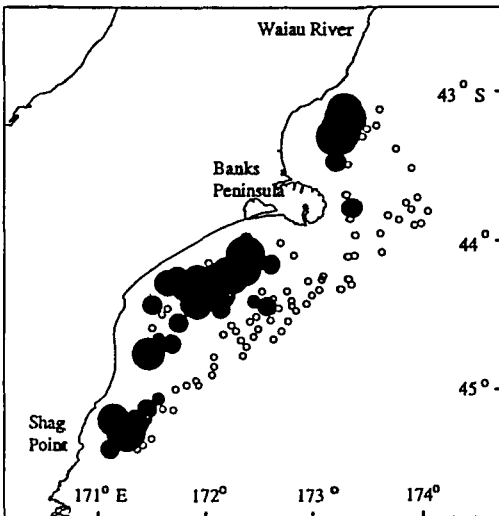 Waiau River
43° S
Banks
Peninsula
44°
45°
Shag
Point
171° E
172°
173°
174°